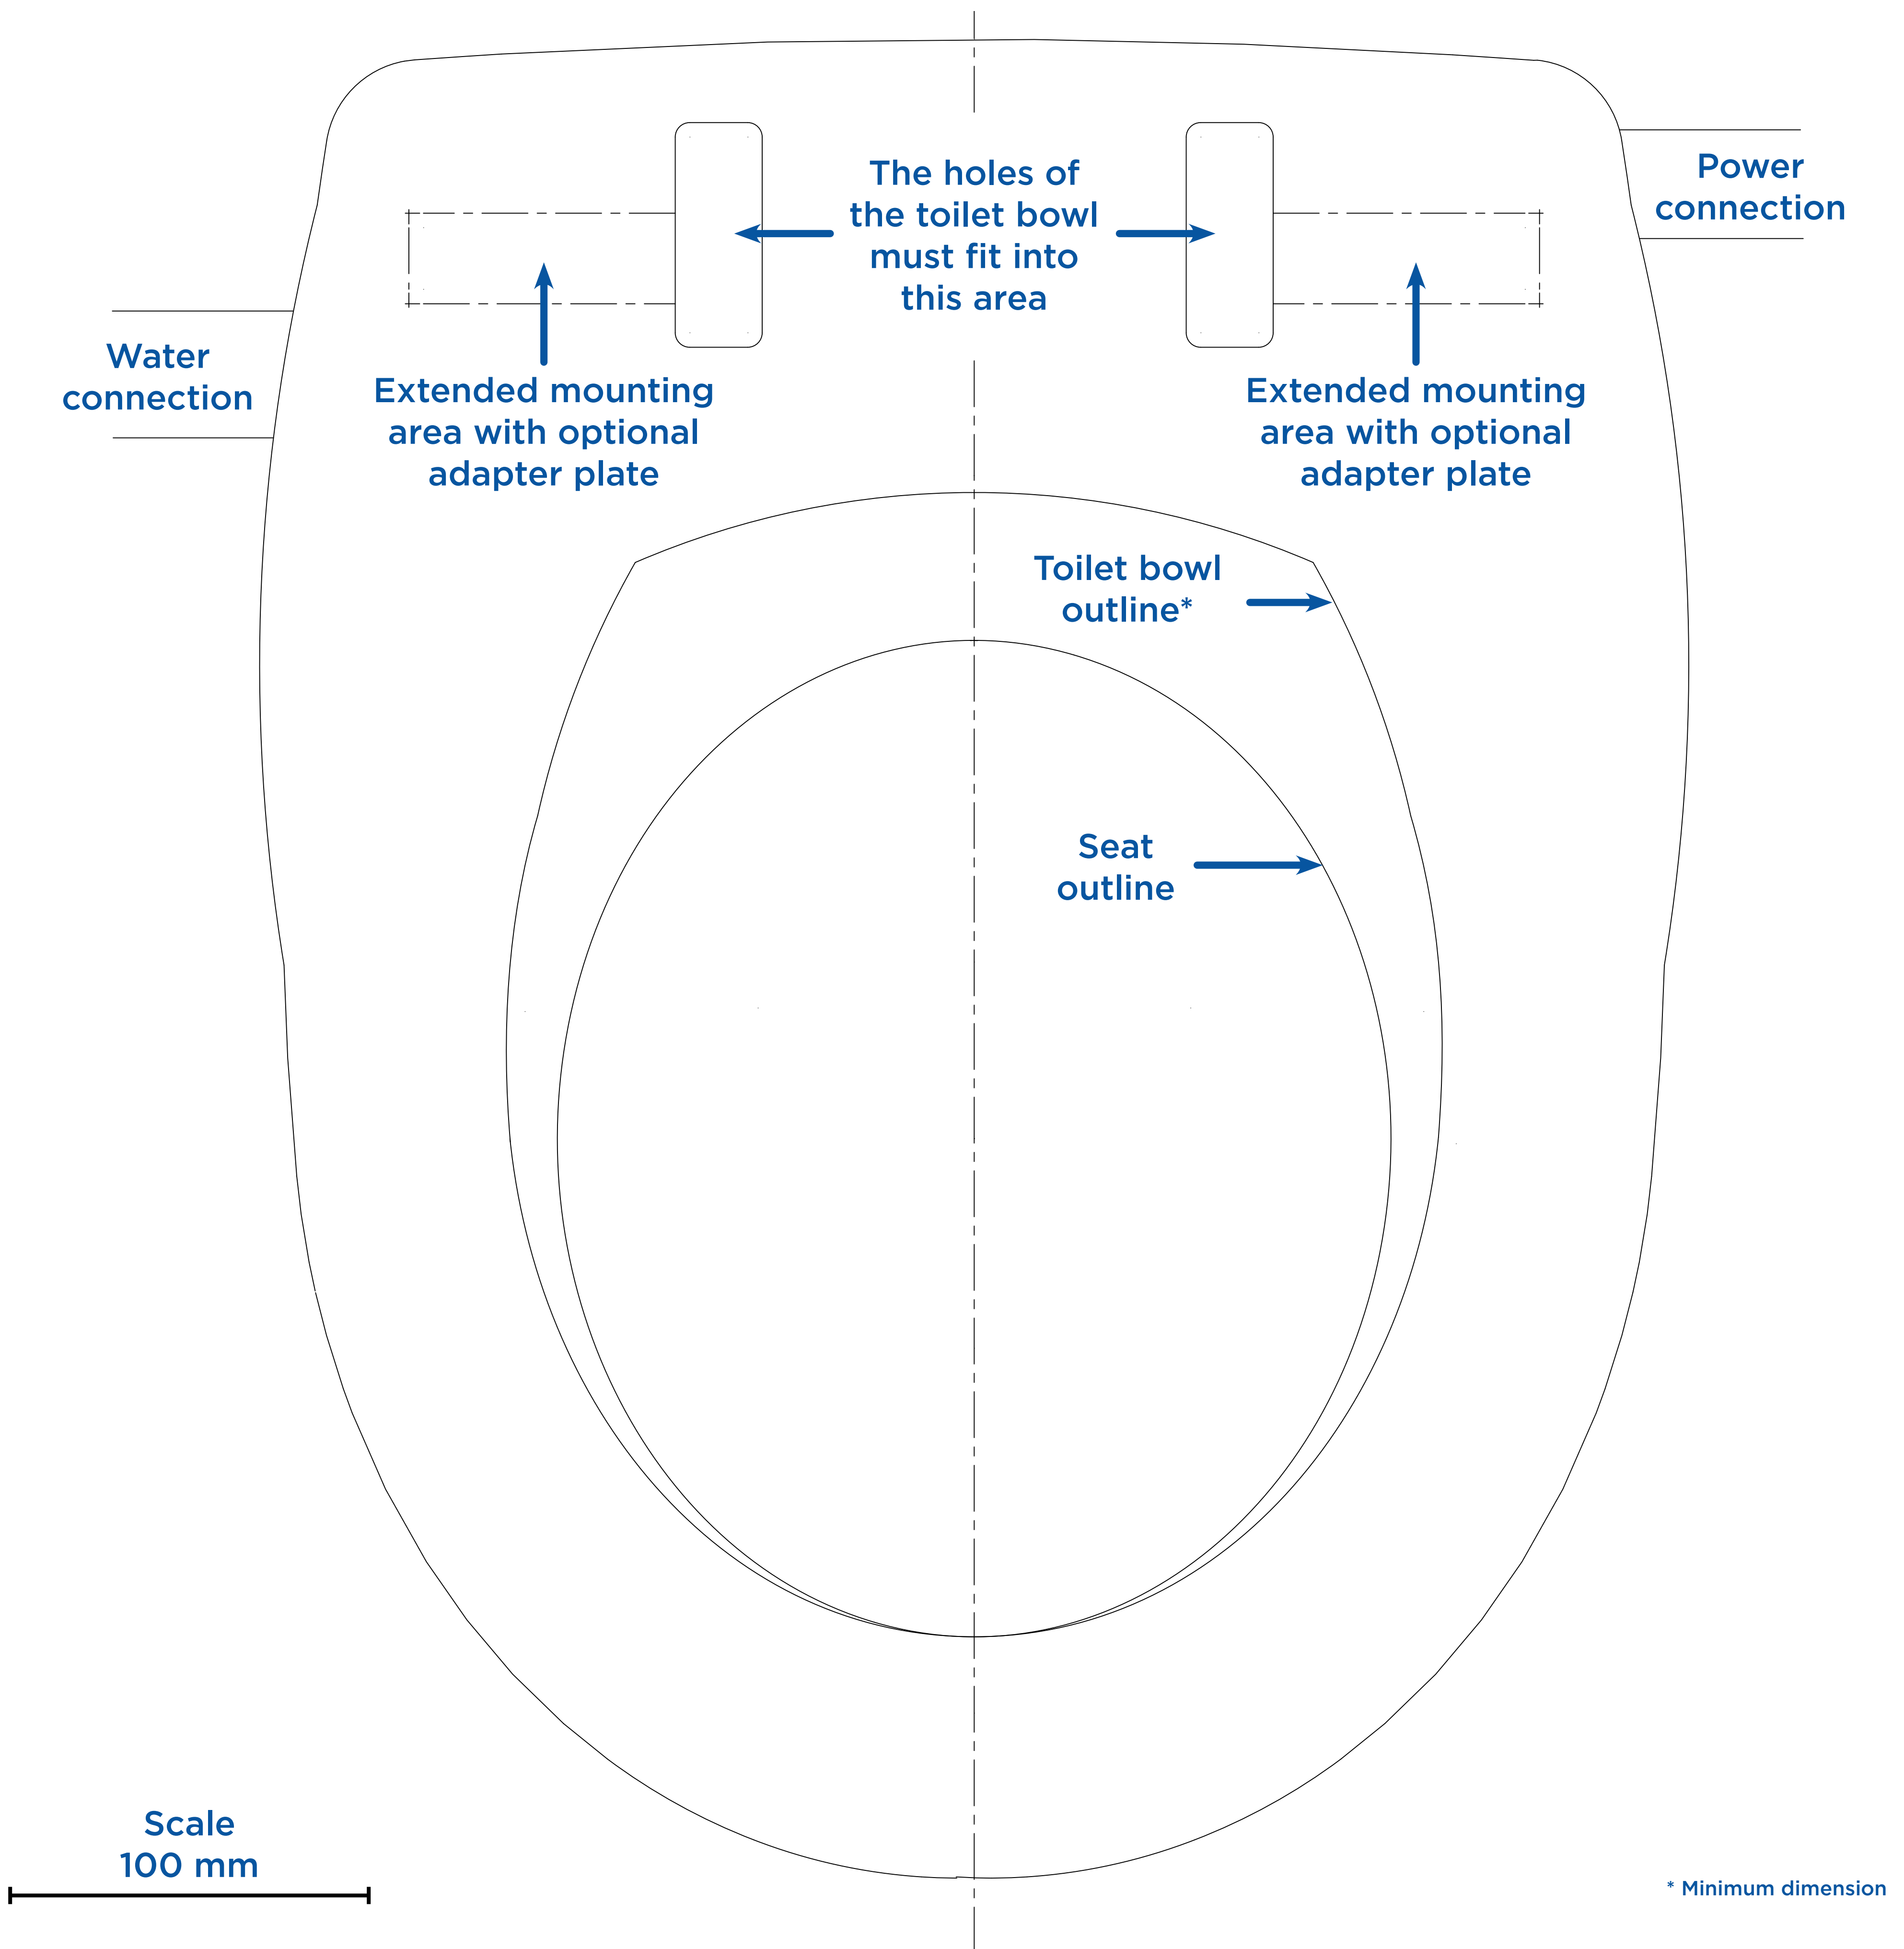 The holes of
the toilet bowl
must fit into
this area
Power
connection
Water
connection
Extended mounting
area with optional
adapter plate
Extended mounting
area with optional
adapter plate
Toilet bowl
outline*
Seat
outline
Scale
100 mm
* Minimum dimension